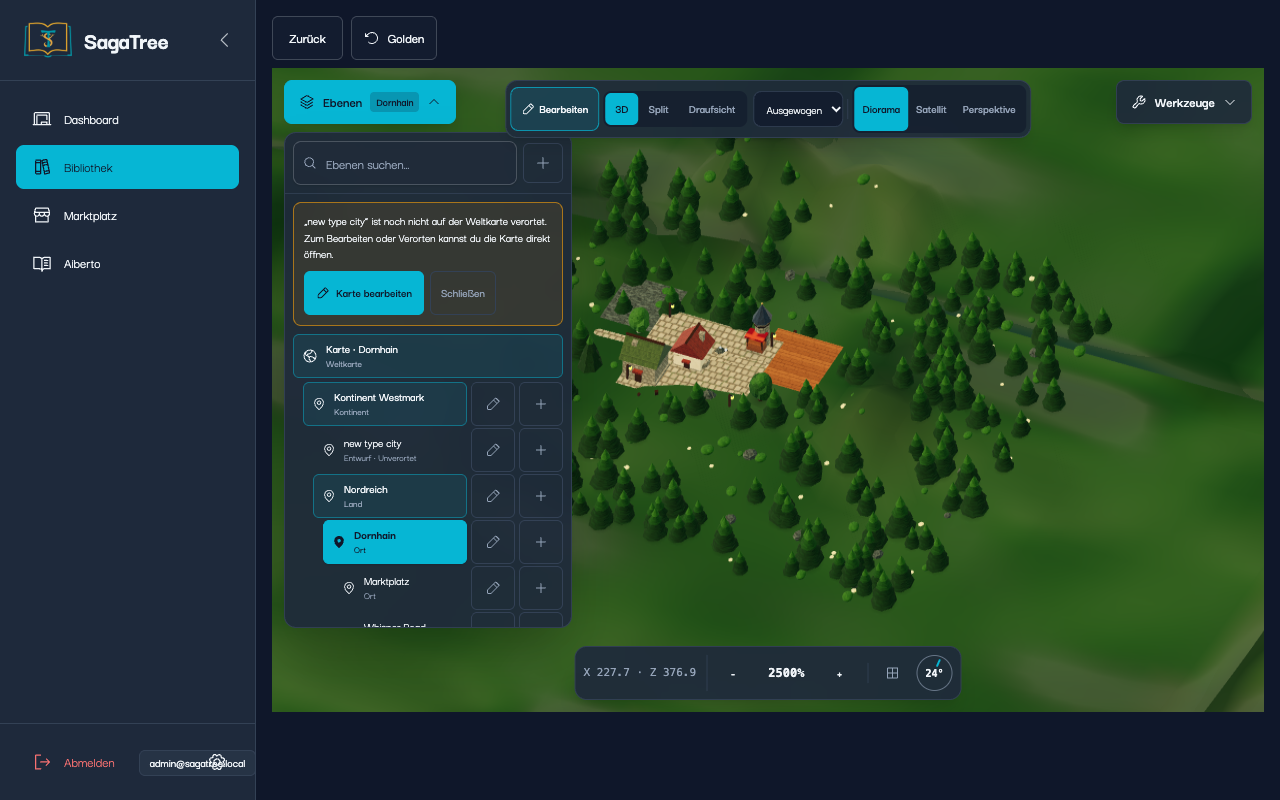 SagaTree
Zurück
Golden
Dashboard
Bibliothek
Marktplatz
Aiberto
Ebenen Dornhain
Bearbeiten 3D Split Draufsicht Ausgewogen Diorama Satellit Perspektive
Werkzeuge
Ebenen suchen...
„new type city“ ist noch nicht auf der Weltkarte verortet.
Zum Bearbeiten oder Verorten kannst du die Karte direkt
öffnen.
Karte bearbeiten Schließen
Karte · Dornhain
Weltkarte
Kontinent Westmark
Kontinent
new type city
Entwurf · Unverortet
Nordreich
Land
Dornhain
Ort
Marktplatz
Ort
X 227.7 · Z 376.9 - 2500% + 24°
Abmelden